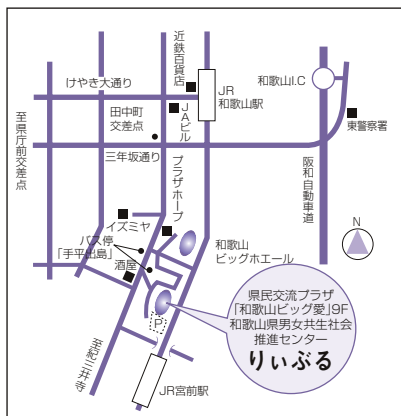 近鉄百貨店
和歌山I.C
けやき大通り
JR
和歌山駅
JAビル
田中町
交差点
東警察署
至県庁前交差点
三年坂通り
プラザホープ
阪和自動車道
N
イズミヤ
和歌山
ビッグホエール
バス停
「手平出島」
酒屋
県民交流プラザ
「和歌山ビッグ愛」9F
和歌山県男女共生社会
推進センター
りぃぶる
P
至紀三井寺
JR宮前駅